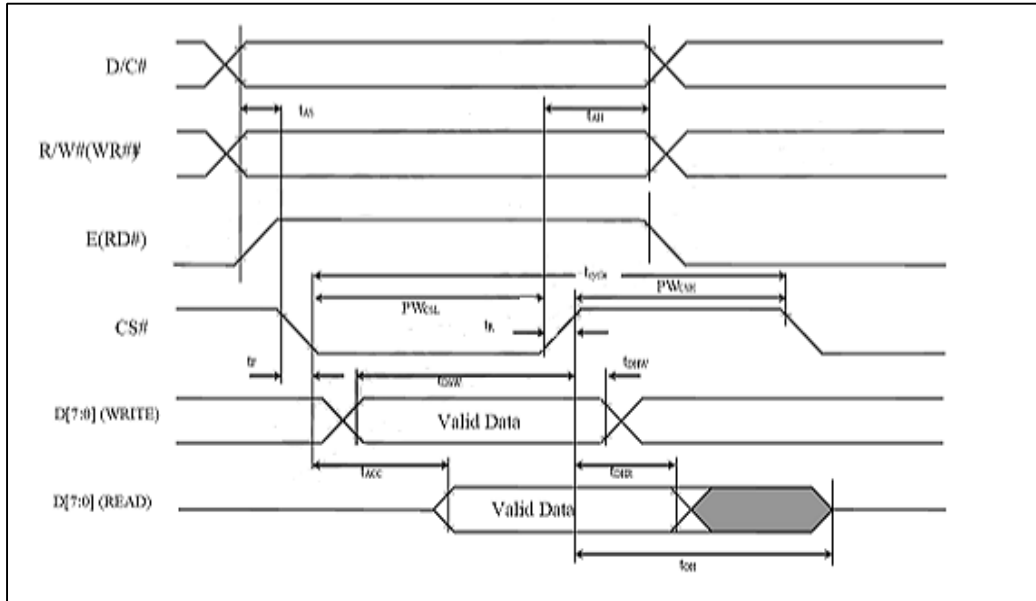 D/C#
tAS
tAH
R/W#(WR#)
E(RD#)
tcycle
PWCSL
PWCSH
CS#
tR
tF
tDSW
tDHW
D[7:0] (WRITE)
Valid Data
tACC
tDHR
D[7:0] (READ)
Valid Data
tOH